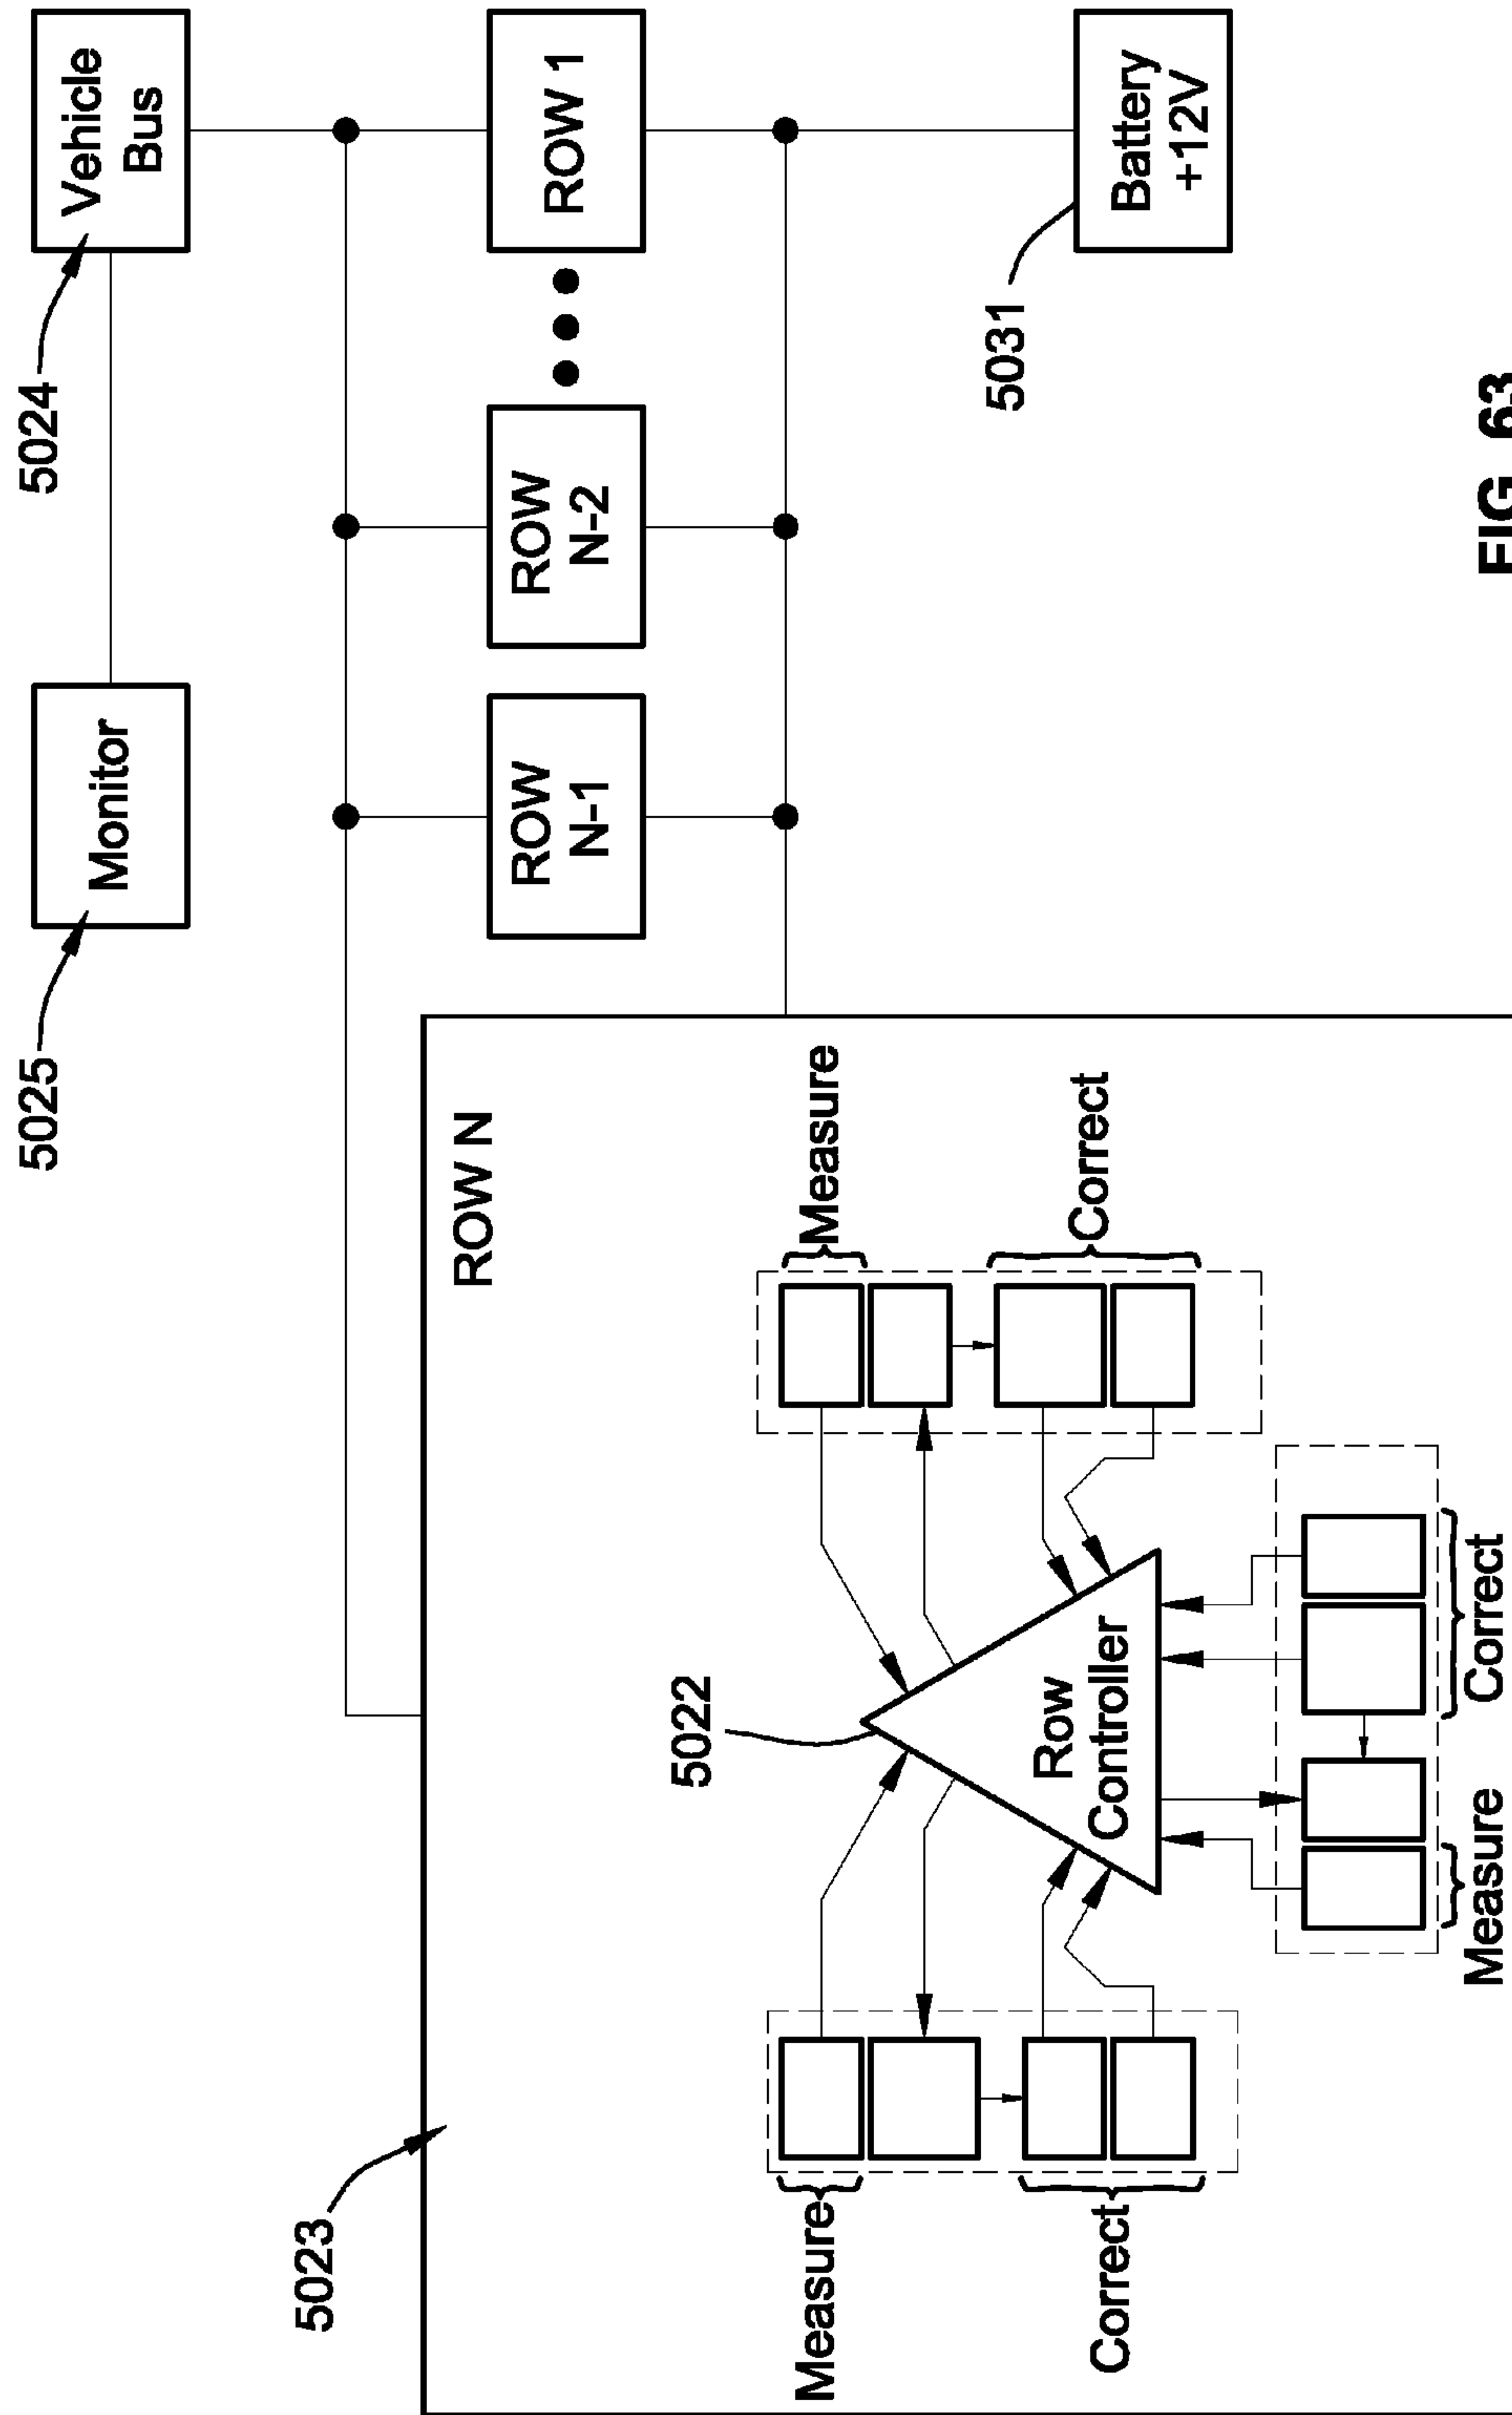 5025
5024
Monitor
Vehicle
Bus
5023
ROW N
ROW
N-1
ROW
N-2
ROW 1
5022
Measure
Measure
5031
Row
Controller
Correct
Correct
Battery
+12V
Measure
Correct
FIG. 63